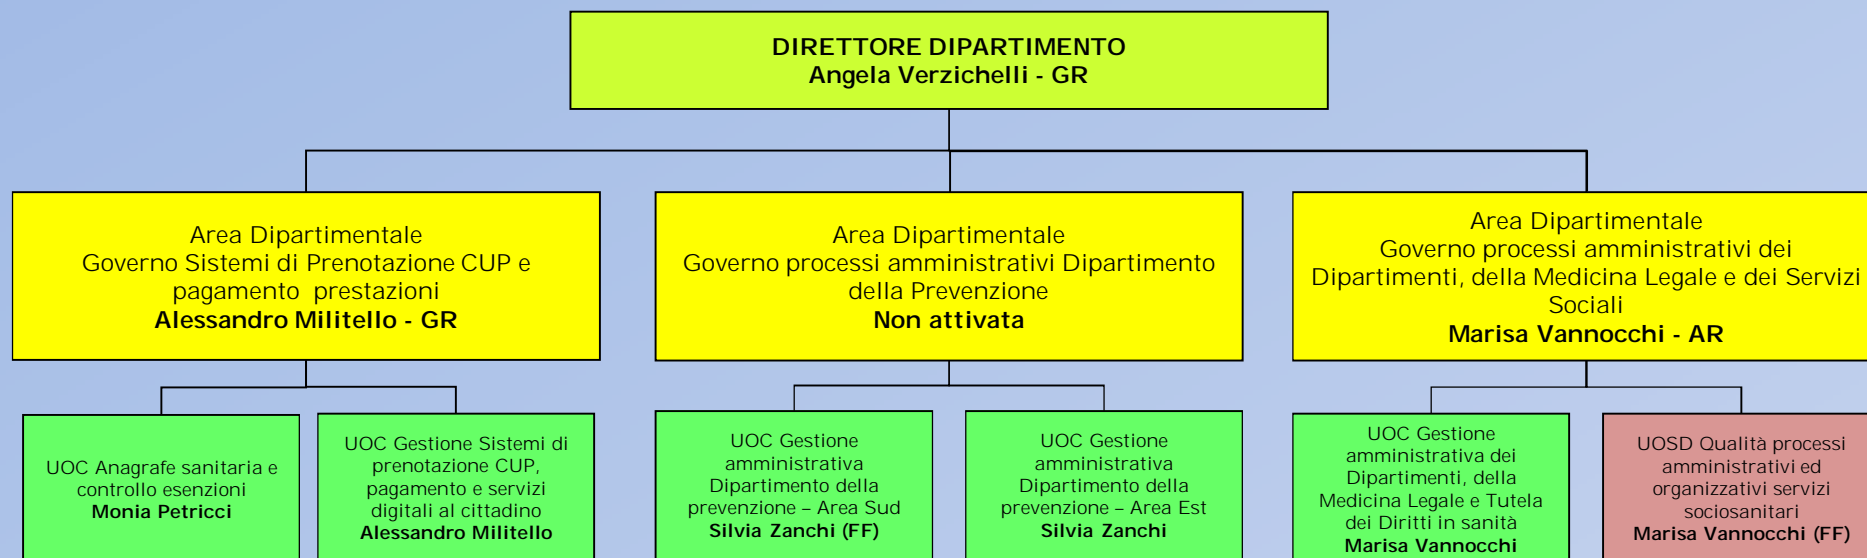 DIRETTORE DIPARTIMENTO
Angela Verzichelli - GR
Area Dipartimentale
Governo Sistemi di Prenotazione CUP e
pagamento prestazioni
Alessandro Militello - GR
Area Dipartimentale
Governo processi amministrativi Dipartimento
della Prevenzione
Non attivata
Area Dipartimentale
Governo processi amministrativi dei
Dipartimenti, della Medicina Legale e dei Servizi
Sociali
Marisa Vannocchi - AR
UOC Anagrafe sanitaria e
controllo esenzioni
Monia Petricci
UOC Gestione Sistemi di
prenotazione CUP,
pagamento e servizi
digitali al cittadino
Alessandro Militello
UOC Gestione
amministrativa
Dipartimento della
prevenzione – Area Sud
Silvia Zanchi (FF)
UOC Gestione
amministrativa
Dipartimento della
prevenzione – Area Est
Silvia Zanchi
UOC Gestione
amministrativa dei
Dipartimenti, della
Medicina Legale e Tutela
dei Diritti in sanità
Marisa Vannocchi
UOSD Qualità processi
amministrativi ed
organizzativi servizi
sociosanitari
Marisa Vannocchi (FF)